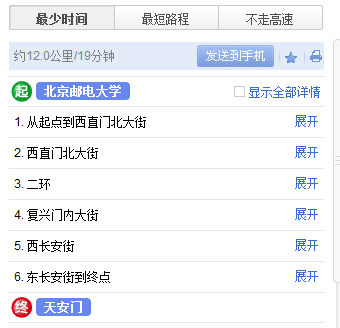 最少时间 最短路程 不走高速
约12.0公里/19分钟 发送到手机
起 北京邮电大学 显示全部详情
1. 从起点到西直门北大街 展开
2. 西直门北大街 展开
3. 二环 展开
4. 复兴门内大街 展开
5. 西长安街 展开
6. 东长安街到终点 展开
终 天安门